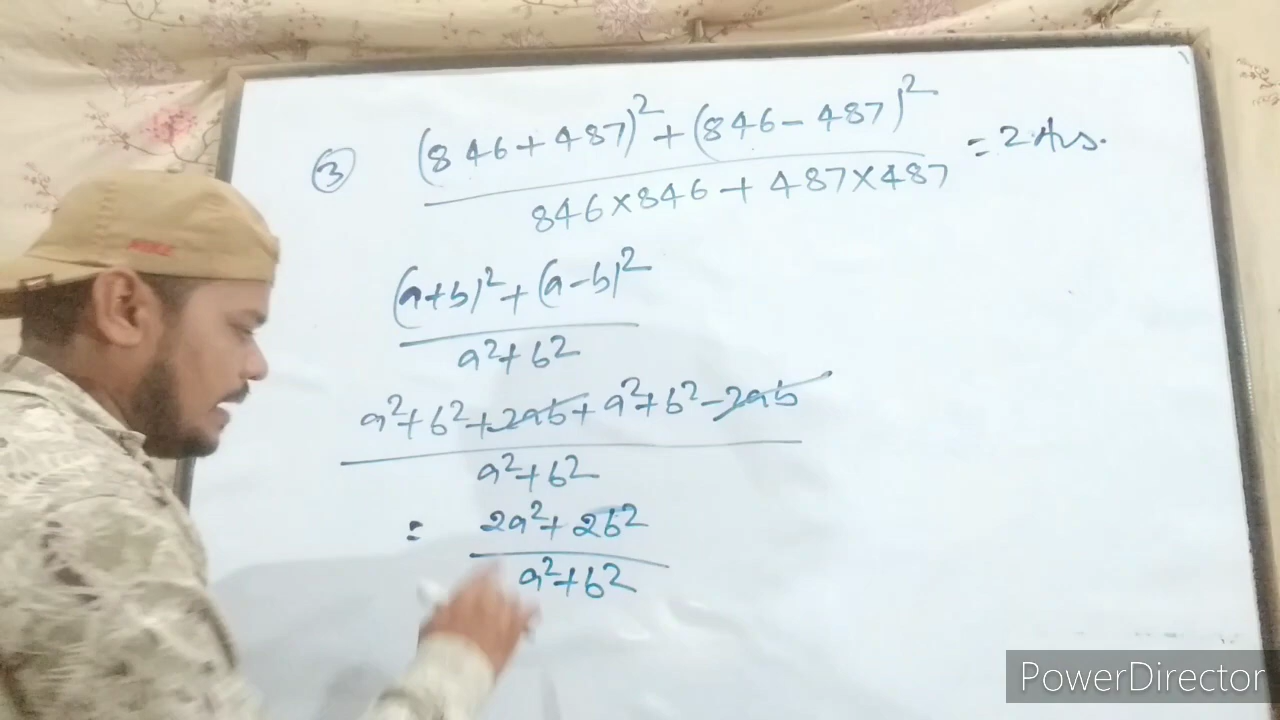 ③ (846+487)²+(846-487)² = 2 Ans.
846×846+487×487
(a+b)²+(a-b)²
a²+b²
a²+b²+2ab+a²+b²-2ab
a²+b²
= 2a²+2b²
a²+b²
PowerDirector